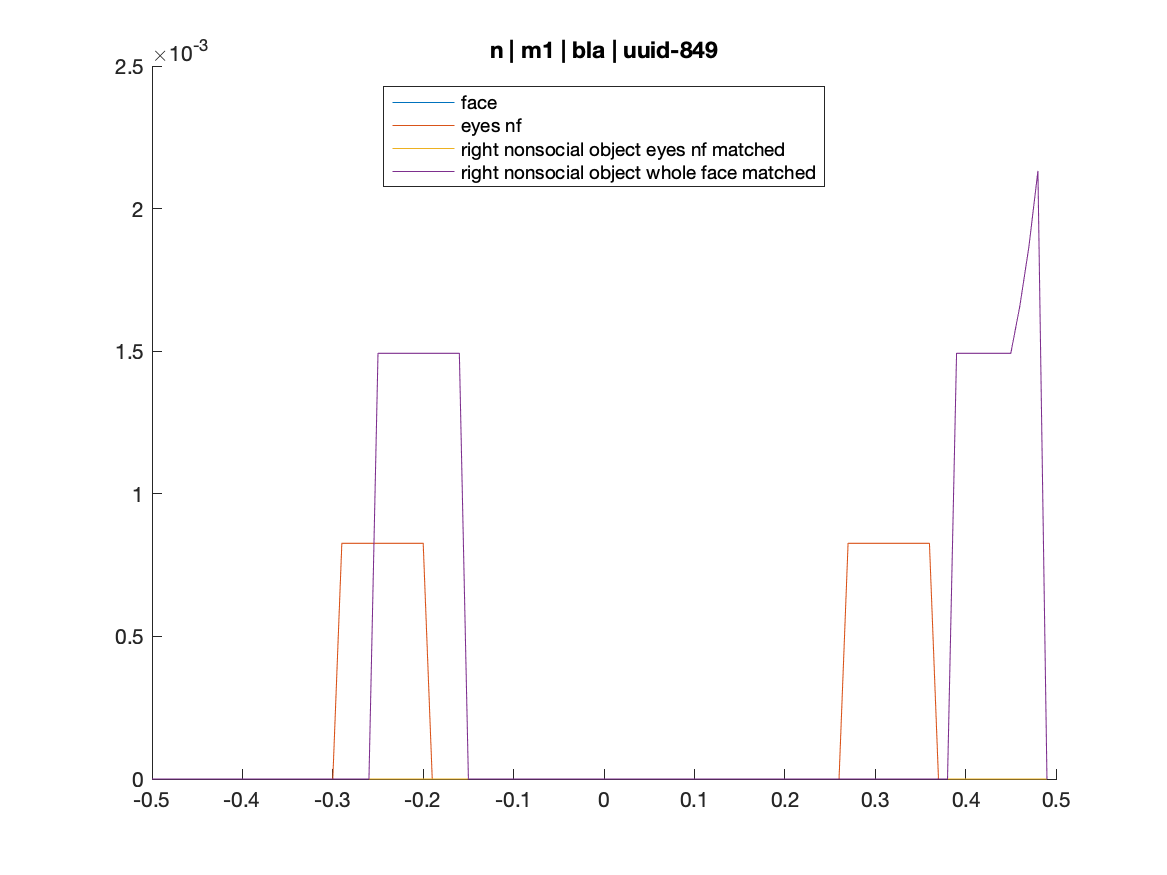 n | m1 | bla | uuid-849
×10-3
face
eyes nf
right nonsocial object eyes nf matched
right nonsocial object whole face matched
2.5
2
1.5
1
0.5
0
-0.5 -0.4 -0.3 -0.2 -0.1 0 0.1 0.2 0.3 0.4 0.5